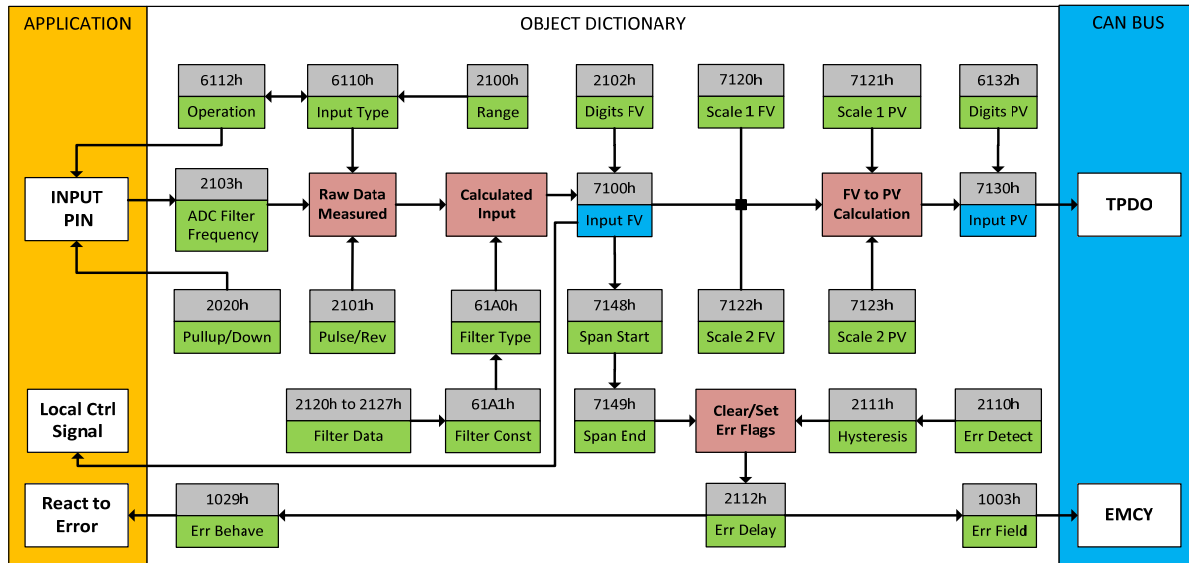 APPLICATION
OBJECT DICTIONARY
CAN BUS
6112h
Operation
6110h
Input Type
2100h
Range
2102h
Digits FV
7120h
Scale 1 FV
7121h
Scale 1 PV
6132h
Digits PV
INPUT
PIN
2103h
ADC Filter
Frequency
Raw Data
Measured
Calculated
Input
7100h
Input FV
FV to PV
Calculation
7130h
Input PV
TPDO
2020h
Pullup/Down
2101h
Pulse/Rev
61A0h
Filter Type
7148h
Span Start
7122h
Scale 2 FV
7123h
Scale 2 PV
Local Ctrl
Signal
2120h to 2127h
Filter Data
61A1h
Filter Const
7149h
Span End
Clear/Set
Err Flags
2111h
Hysteresis
2110h
Err Detect
React to
Error
1029h
Err Behave
2112h
Err Delay
1003h
Err Field
EMCY